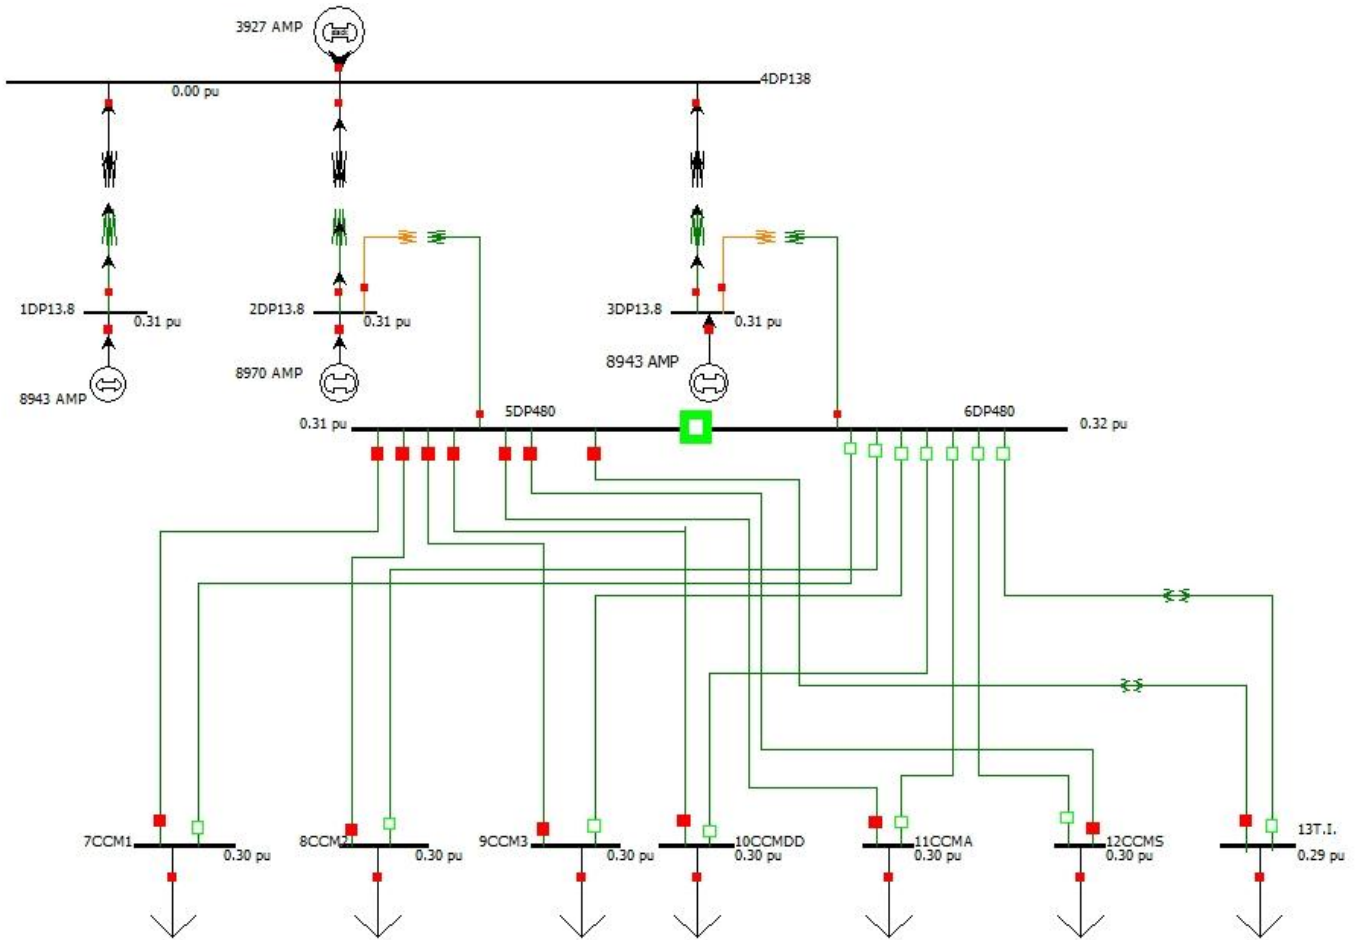 3927 AMP
4DP138
0.00 pu
1DP13.8
0.31 pu
2DP13.8
0.31 pu
3DP13.8
0.31 pu
8943 AMP
8970 AMP
8943 AMP
0.31 pu
5DP480
6DP480
0.32 pu
7CCM1
0.30 pu
8CCM2
0.30 pu
9CCM3
0.30 pu
10CCMDD
0.30 pu
11CCMA
0.30 pu
12CCMS
0.30 pu
13T.I.
0.29 pu